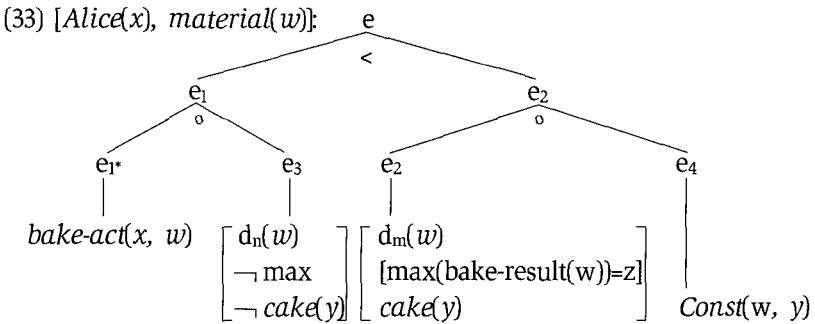 (33) [Alice(x), material(w)]: e
<
e₁ e₂
o o
e₁* e₃ e₂ e₄
bake-act(x, w) dₙ(w) dₘ(w)
¬ max [max(bake-result(w))=z]
¬ cake(y) cake(y) Const(w, y)